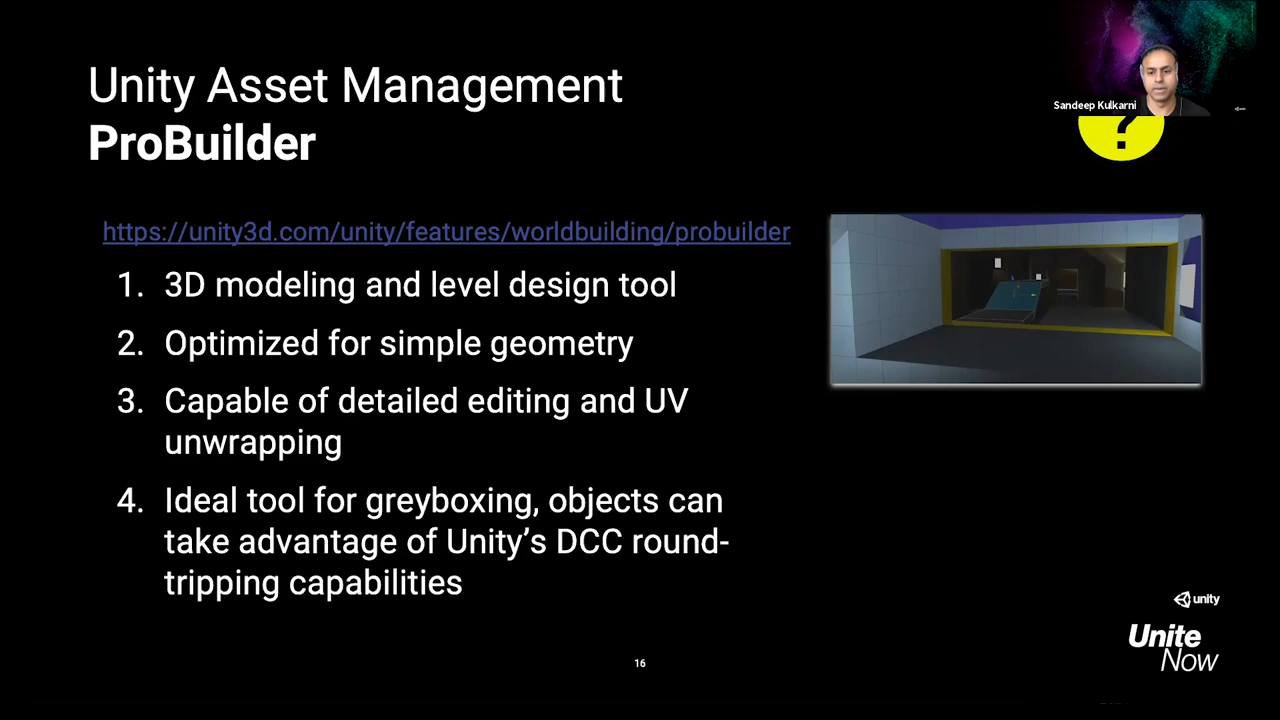 Unity Asset Management
ProBuilder
Sandeep Kulkarni
?
https://unity3d.com/unity/features/worldbuilding/probuilder
1. 3D modeling and level design tool
2. Optimized for simple geometry
3. Capable of detailed editing and UV
unwrapping
4. Ideal tool for greyboxing, objects can
take advantage of Unity’s DCC round-
tripping capabilities
unity
Unite
Now
16